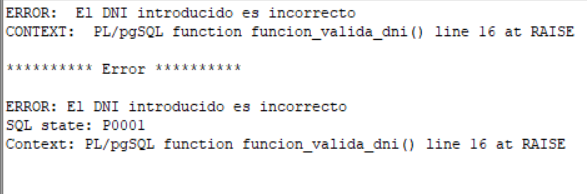 ERROR:  El DNI introducido es incorrecto
CONTEXT:  PL/pgSQL function funcion_valida_dni() line 16 at RAISE
********** Error **********
ERROR: El DNI introducido es incorrecto
SQL state: P0001
Context: PL/pgSQL function funcion_valida_dni() line 16 at RAISE